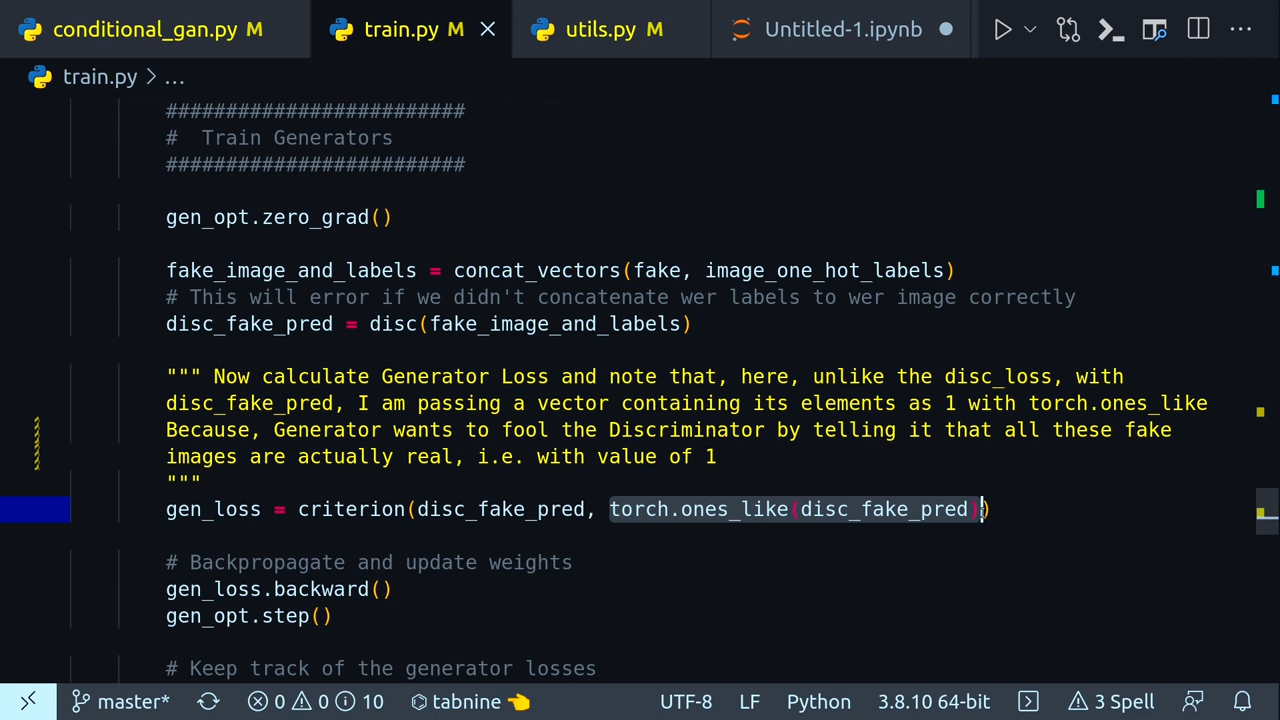 conditional_gan.py M train.py M utils.py M Untitled-1.ipynb
train.py > ...
#########################
#  Train Generators
#########################
gen_opt.zero_grad()
fake_image_and_labels = concat_vectors(fake, image_one_hot_labels)
# This will error if we didn't concatenate wer labels to wer image correctly
disc_fake_pred = disc(fake_image_and_labels)
""" Now calculate Generator Loss and note that, here, unlike the disc_loss, with
disc_fake_pred, I am passing a vector containing its elements as 1 with torch.ones_like
Because, Generator wants to fool the Discriminator by telling it that all these fake
images are actually real, i.e. with value of 1
"""
gen_loss = criterion(disc_fake_pred, torch.ones_like(disc_fake_pred))
# Backpropagate and update weights
gen_loss.backward()
gen_opt.step()
# Keep track of the generator losses
master* 0 0 10 tabnine UTF-8 LF Python 3.8.10 64-bit 3 Spell